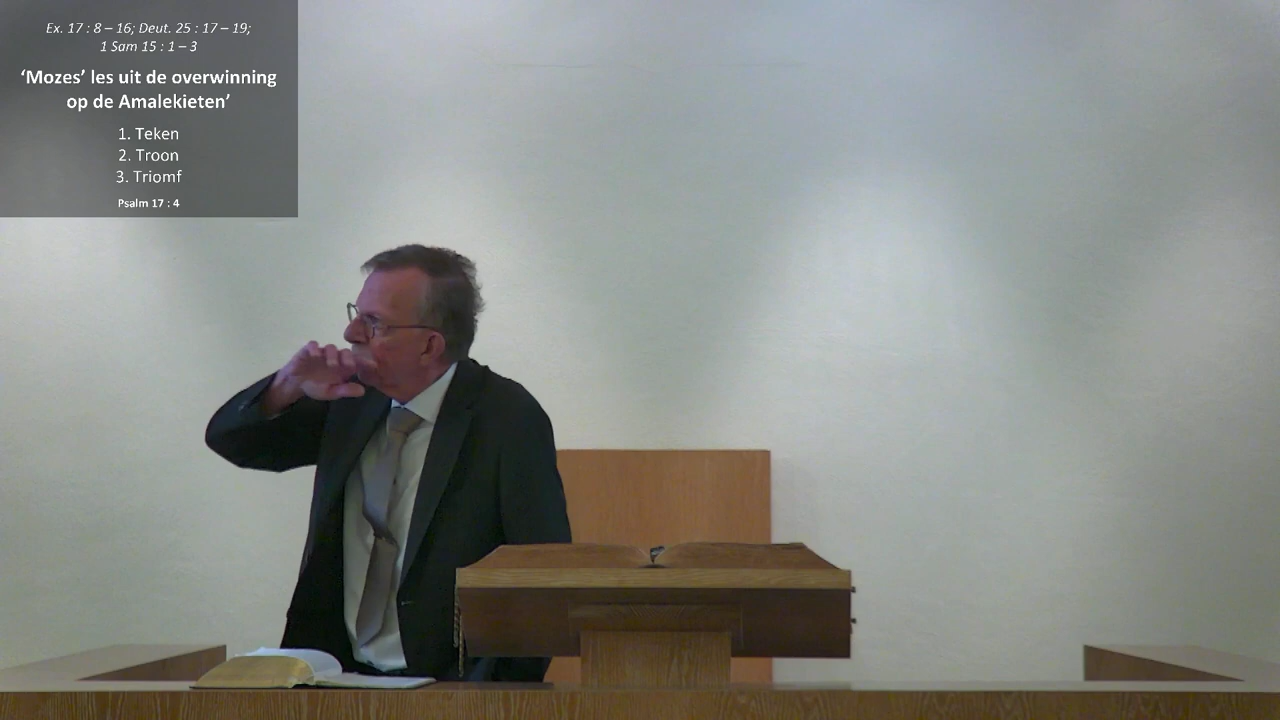 Ex. 17 : 8 – 16; Deut. 25 : 17 – 19;
1 Sam 15 : 1 – 3
‘Mozes’ les uit de overwinning
op de Amalekieten’
1. Teken
2. Troon
3. Triomf
Psalm 17 : 4